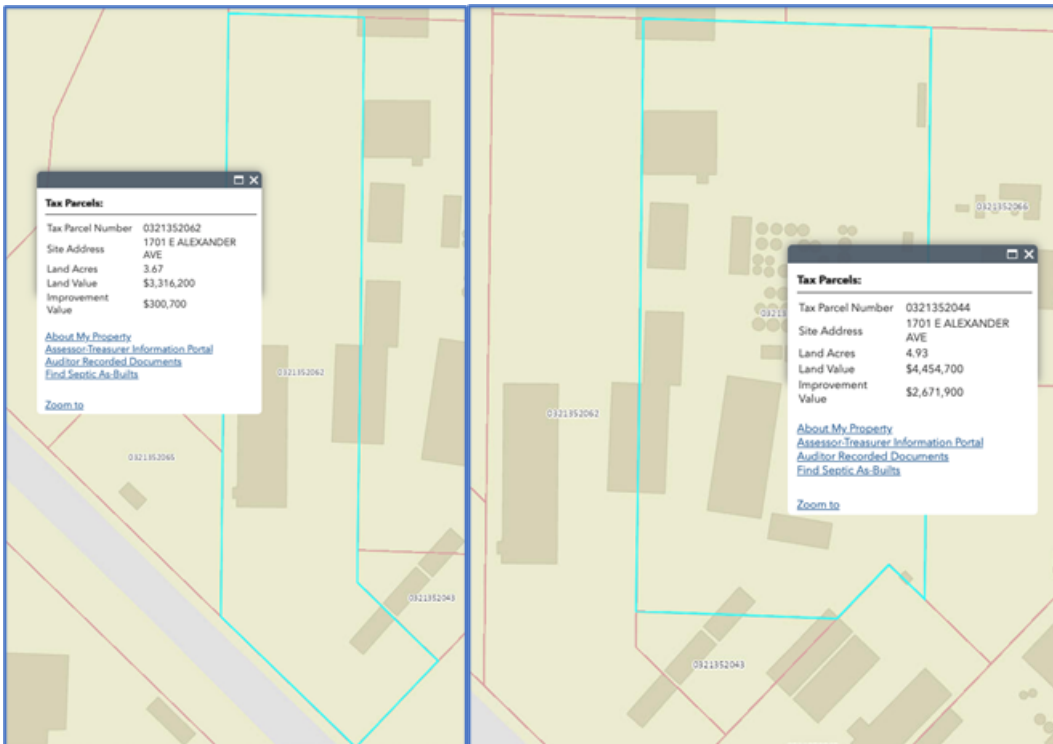 Tax Parcels:
Tax Parcel Number 0321352062
Site Address 1701 E ALEXANDER
AVE
Land Acres 3.67
Land Value $3,316,200
Improvement
Value $300,700
About My Property
Assessor-Treasurer Information Portal
Auditor Recorded Documents
Find Septic As-Builts
Zoom to
0321352062
0321352065
0321352043
0321352066
Tax Parcels:
Tax Parcel Number 0321352044
Site Address 1701 E ALEXANDER
AVE
Land Acres 4.93
Land Value $4,454,700
Improvement
Value $2,671,900
About My Property
Assessor-Treasurer Information Portal
Auditor Recorded Documents
Find Septic As-Builts
Zoom to
0321352062
0321352043